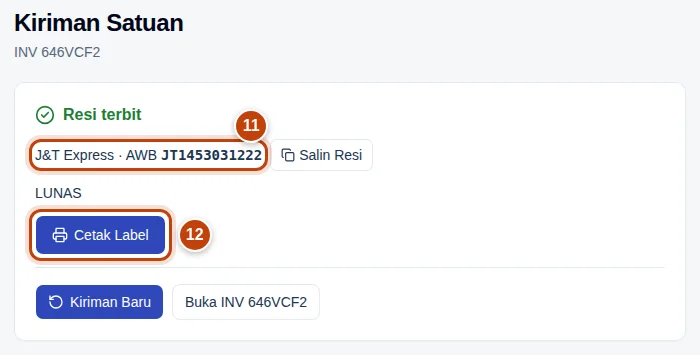 Kiriman Satuan
INV 646VCF2
Resi terbit
11
J&T Express · AWB JT1453031222
Salin Resi
LUNAS
Cetak Label
12
Kiriman Baru
Buka INV 646VCF2